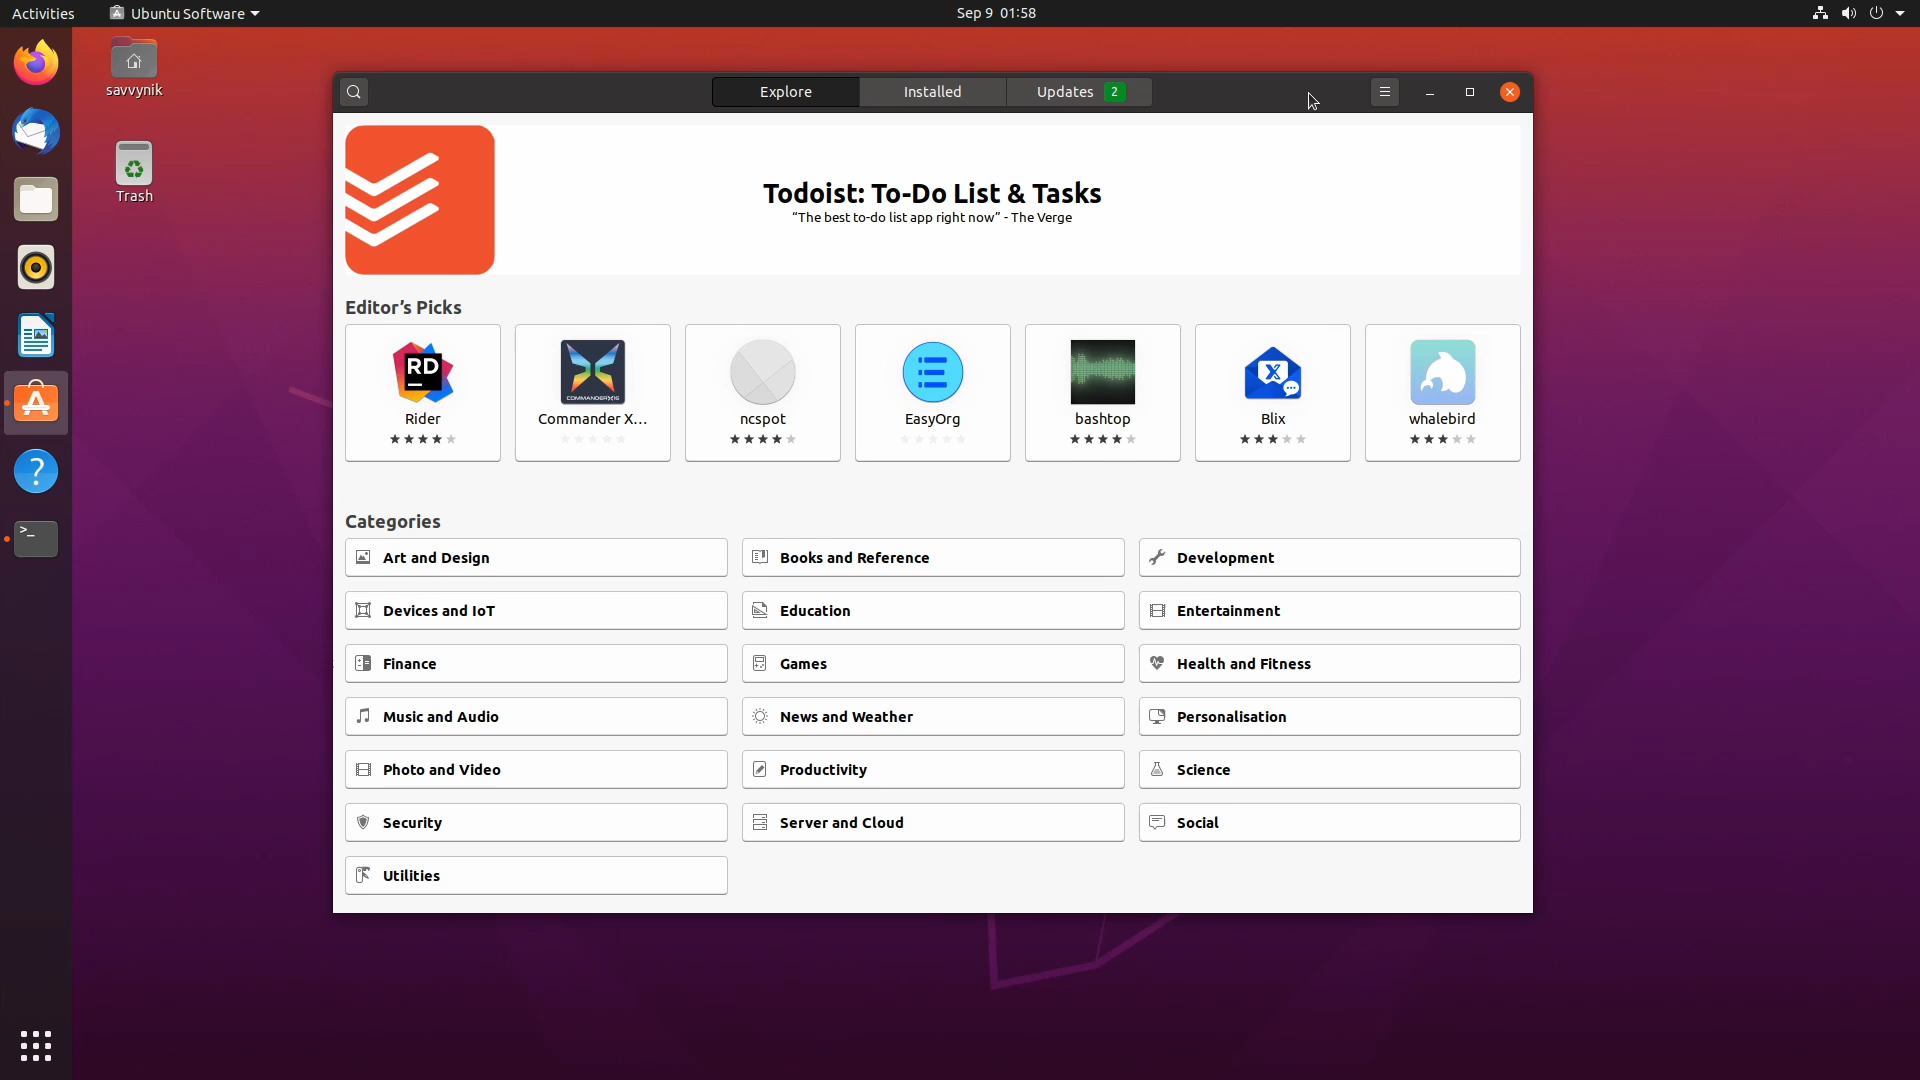 Activities
Ubuntu Software
Sep 9 01:58
savvynik
Trash
Explore
Installed
Updates 2
Todoist: To-Do List & Tasks
“The best to-do list app right now” - The Verge
Editor’s Picks
RD
COMMANDERX16
X
Rider
Commander X...
ncspot
EasyOrg
bashtop
Blix
whalebird
Categories
Art and Design
Books and Reference
Development
Devices and IoT
Education
Entertainment
Finance
Games
Health and Fitness
Music and Audio
News and Weather
Personalisation
Photo and Video
Productivity
Science
Security
Server and Cloud
Social
Utilities